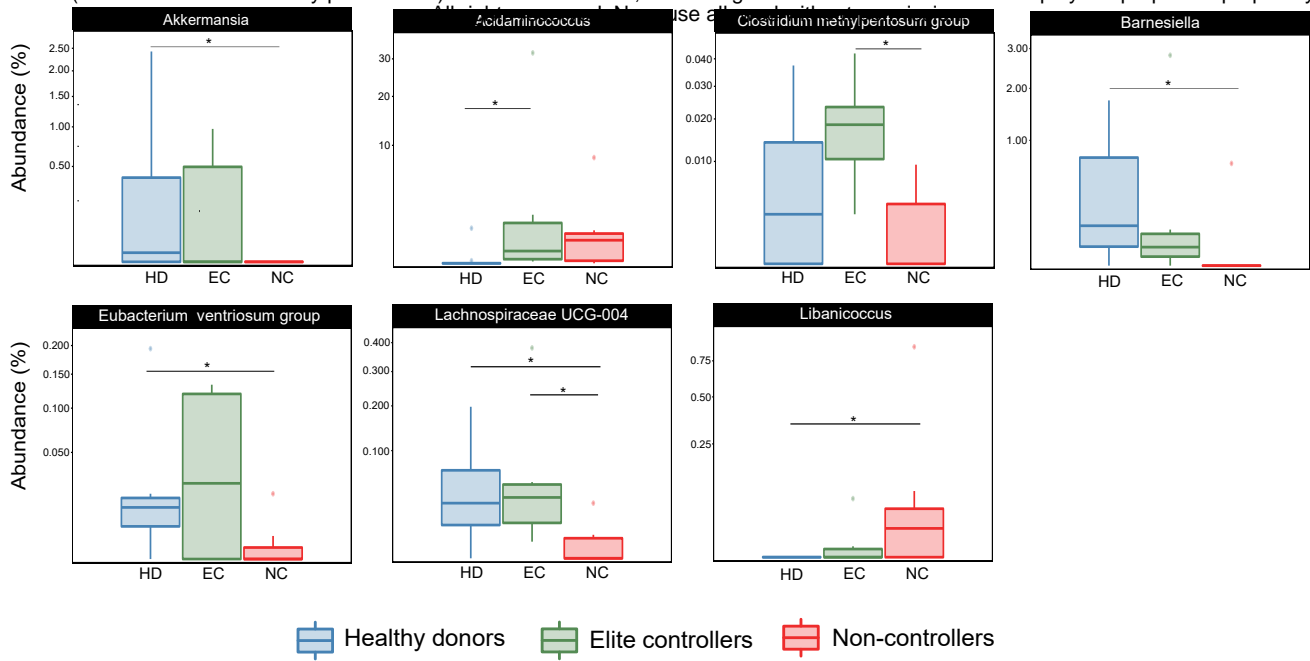 Akkermansia
Acidaminococcus
Clostridium methylpentosum group
Barnesiella
Abundance (%)
2.50
2.00
1.50
1.00
0.50
*
HD EC NC
30
20
10
*
HD EC NC
0.040
0.030
0.020
0.010
*
HD EC NC
3.00
2.00
1.00
*
HD EC NC
Eubacterium ventriosum group
Lachnospiraceae UCG-004
Libanicoccus
Abundance (%)
0.200
0.150
0.100
0.050
*
HD EC NC
0.400
0.300
0.200
0.100
*
*
HD EC NC
0.75
0.50
0.25
*
HD EC NC
Healthy donors Elite controllers Non-controllers